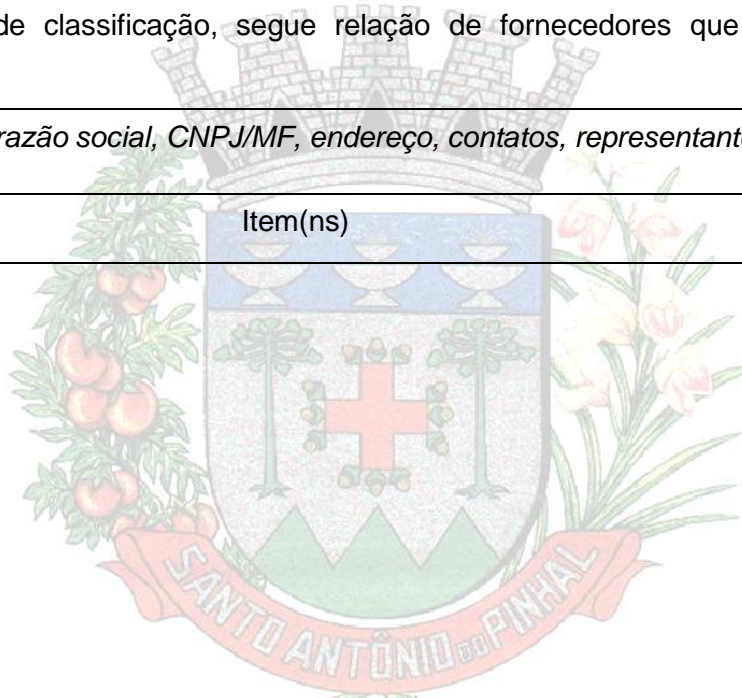 de classificação, segue relação de fornecedores que
razão social, CNPJ/MF, endereço, contatos, representant
Item(ns)
SANTO ANTÔNIO DO PINHAL